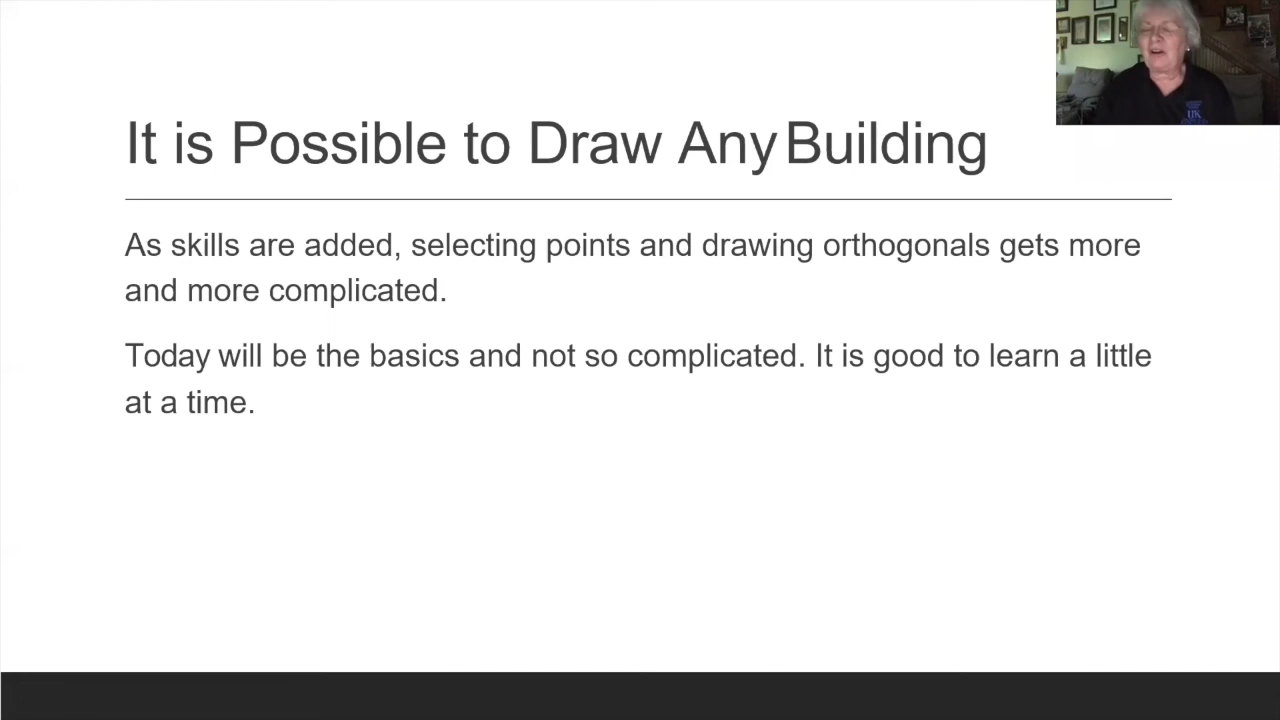 It is Possible to Draw Any Building
As skills are added, selecting points and drawing orthogonals gets more
and more complicated.
Today will be the basics and not so complicated. It is good to learn a little
at a time.
UK